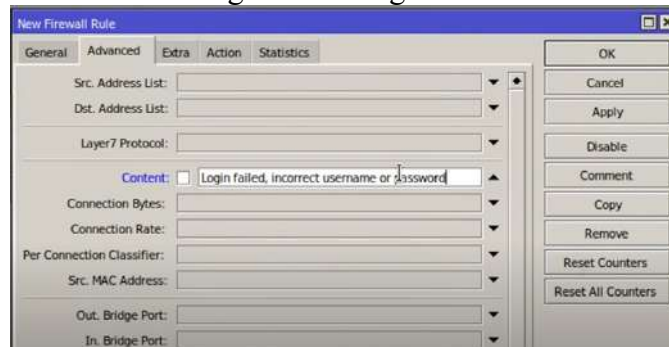 New Firewall Rule
General Advanced Extra Action Statistics
OK
Src. Address List:
Cancel
Dst. Address List:
Apply
Layer7 Protocol:
Disable
Content: Login failed, incorrect username or password
Comment
Connection Bytes:
Copy
Connection Rate:
Remove
Per Connection Classifier:
Reset Counters
Src. MAC Address:
Reset All Counters
Out. Bridge Port:
In. Bridge Port: